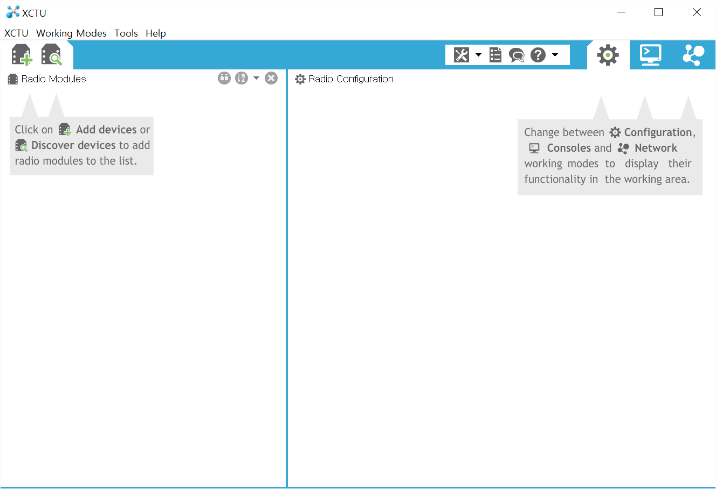 XCTU
XCTU Working Modes Tools Help
Radio Modules
Radio Configuration
Click on Add devices or
Discover devices to add
radio modules to the list.
Change between Configuration,
Consoles and Network
working modes to display their
functionality in the working area.